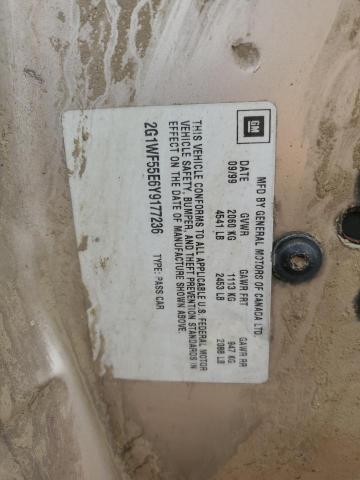 GM
MFD BY GENERAL MOTORS OF CANADA LTD
DATE GVWR GAWR FRT GAWR RR
09/99 2060 KG 1113 KG 947 KG
4541 LB 2453 LB 2088 LB
THIS VEHICLE CONFORMS TO ALL APPLICABLE U.S. FEDERAL MOTOR
VEHICLE SAFETY, BUMPER, AND THEFT PREVENTION STANDARDS IN
EFFECT ON THE DATE OF MANUFACTURE SHOWN ABOVE.
2G1WF55E6Y9177236 TYPE: PASS CAR